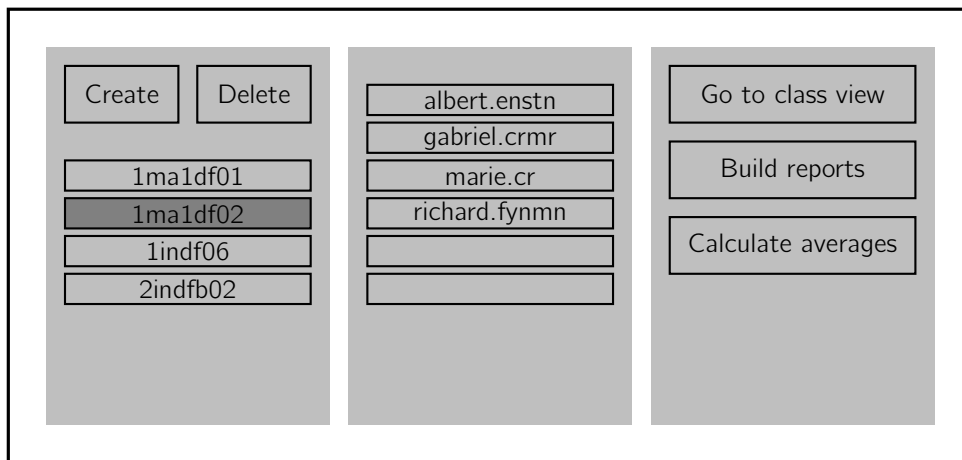 Create
Delete
1ma1df01
1ma1df02
1indf06
2indfb02
albert.enstn
gabriel.crmr
marie.cr
richard.fynmn
Go to class view
Build reports
Calculate averages